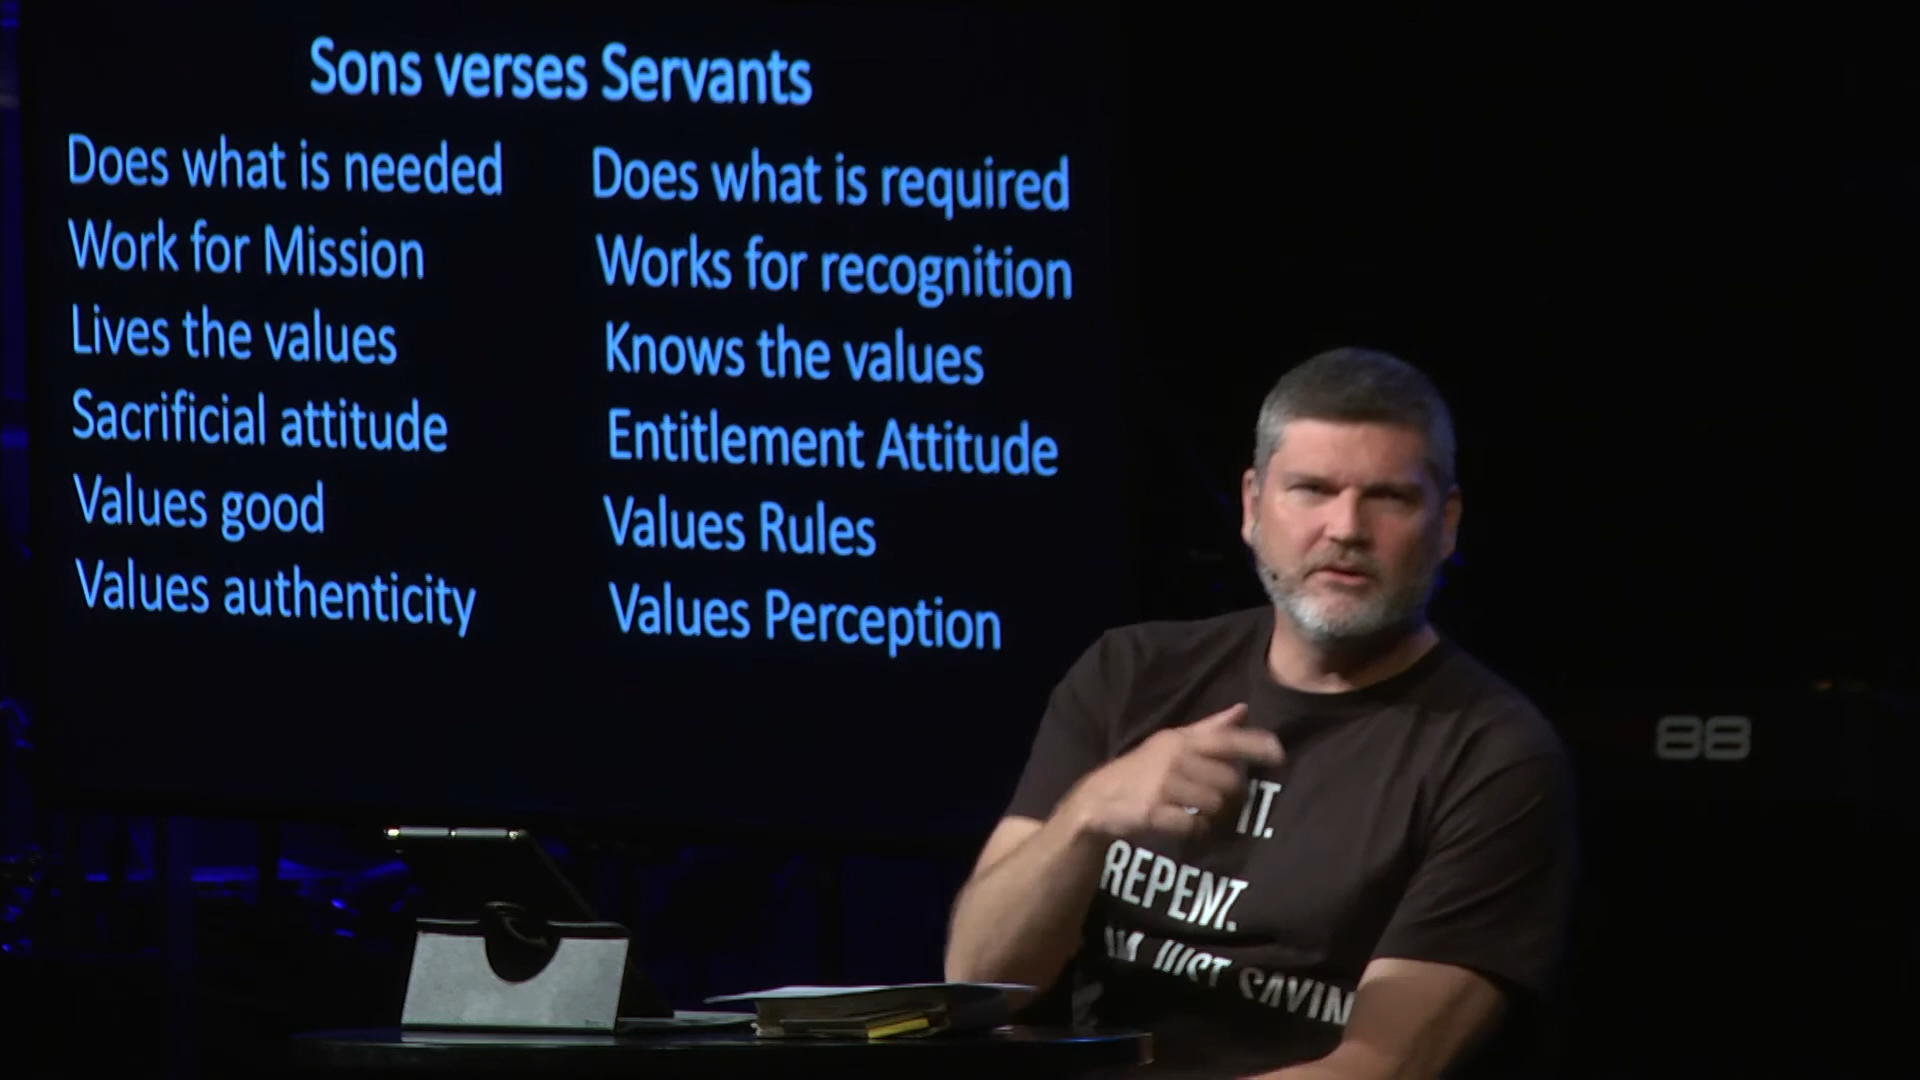 Sons verses Servants
Does what is needed
Work for Mission
Lives the values
Sacrificial attitude
Values good
Values authenticity
Does what is required
Works for recognition
Knows the values
Entitlement Attitude
Values Rules
Values Perception
88
REPENT.
JUST